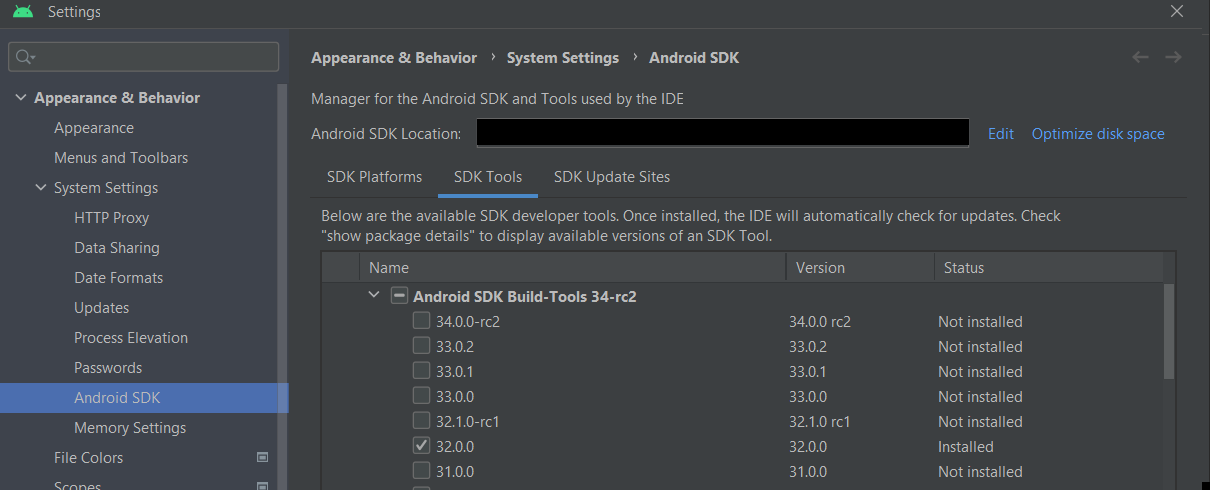 Settings
Appearance & Behavior
Appearance
Menus and Toolbars
System Settings
HTTP Proxy
Data Sharing
Date Formats
Updates
Process Elevation
Passwords
Android SDK
Memory Settings
File Colors
Scopes
Appearance & Behavior › System Settings › Android SDK
Manager for the Android SDK and Tools used by the IDE
Android SDK Location: Edit Optimize disk space
SDK Platforms SDK Tools SDK Update Sites
Below are the available SDK developer tools. Once installed, the IDE will automatically check for updates. Check
"show package details" to display available versions of an SDK Tool.
Name Version Status
Android SDK Build-Tools 34-rc2
34.0.0-rc2 34.0.0 rc2 Not installed
33.0.2 33.0.2 Not installed
33.0.1 33.0.1 Not installed
33.0.0 33.0.0 Not installed
32.1.0-rc1 32.1.0 rc1 Not installed
32.0.0 32.0.0 Installed
31.0.0 31.0.0 Not installed